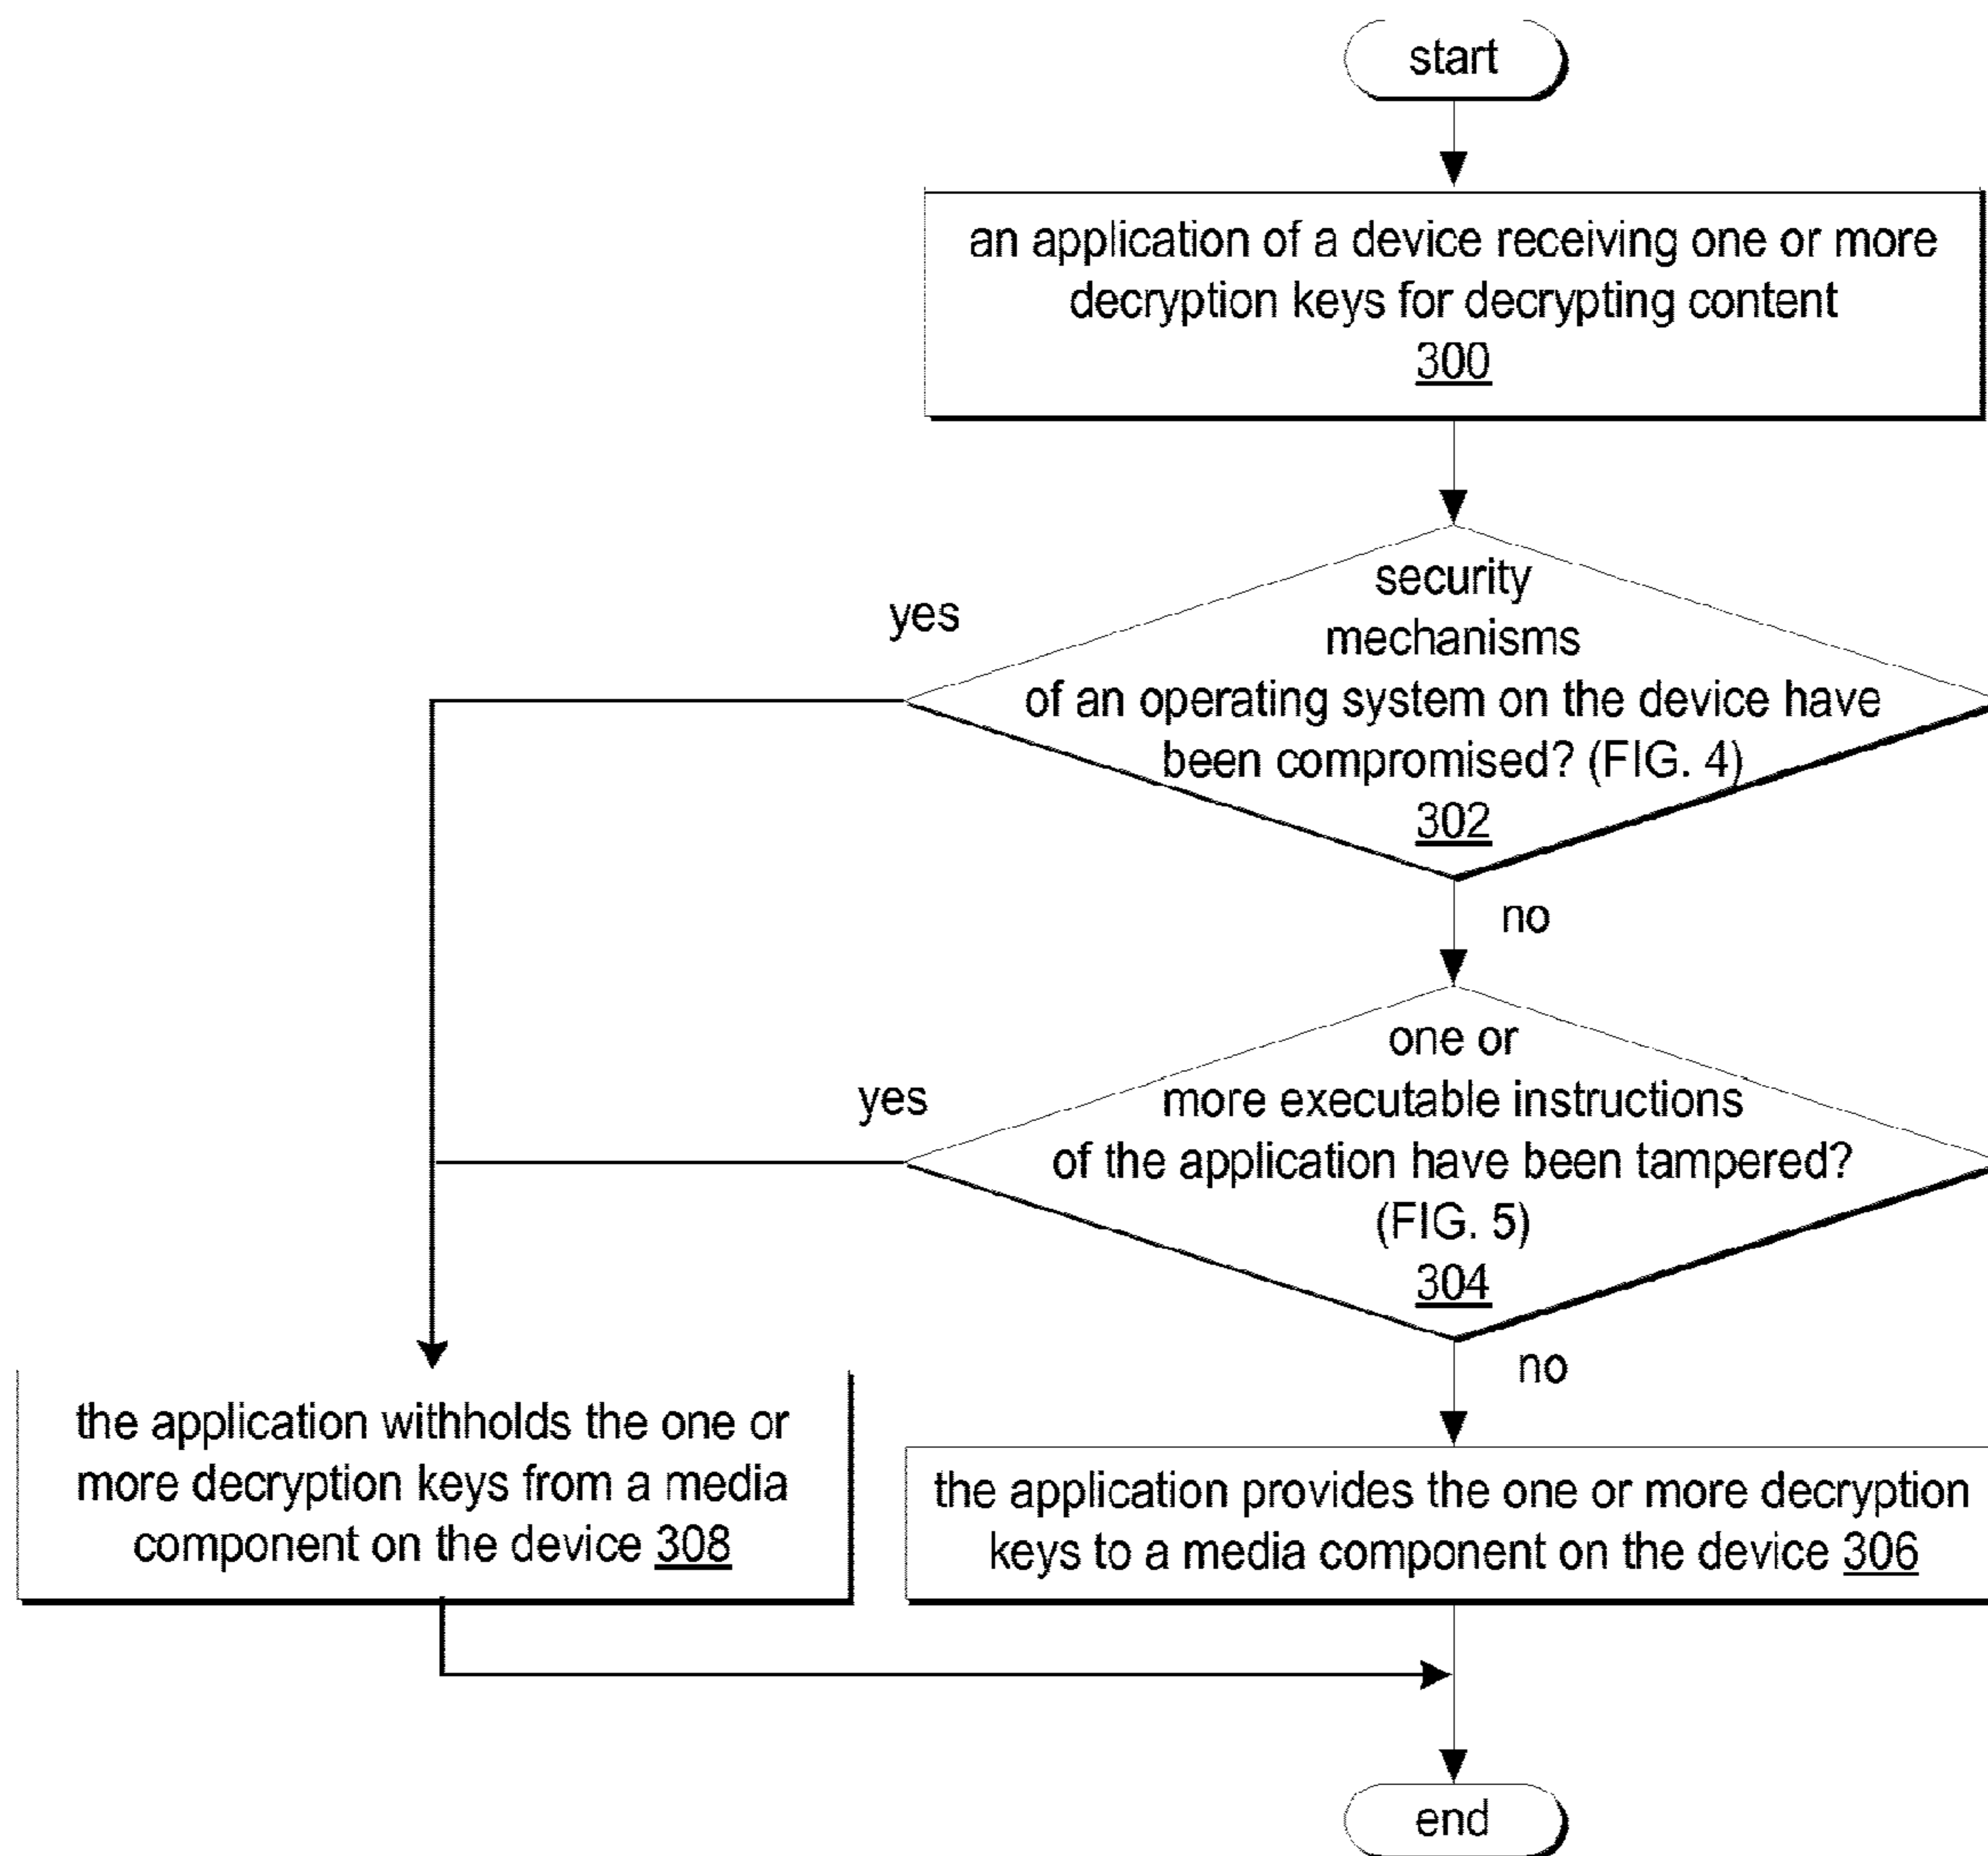 start
an application of a device receiving one or more
decryption keys for decrypting content
300
security
mechanisms
of an operating system on the device have
been compromised? (FIG. 4)
302
yes
no
one or
more executable instructions
of the application have been tampered?
(FIG. 5)
304
yes
no
the application withholds the one or
more decryption keys from a media
component on the device 308
the application provides the one or more decryption
keys to a media component on the device 306
end